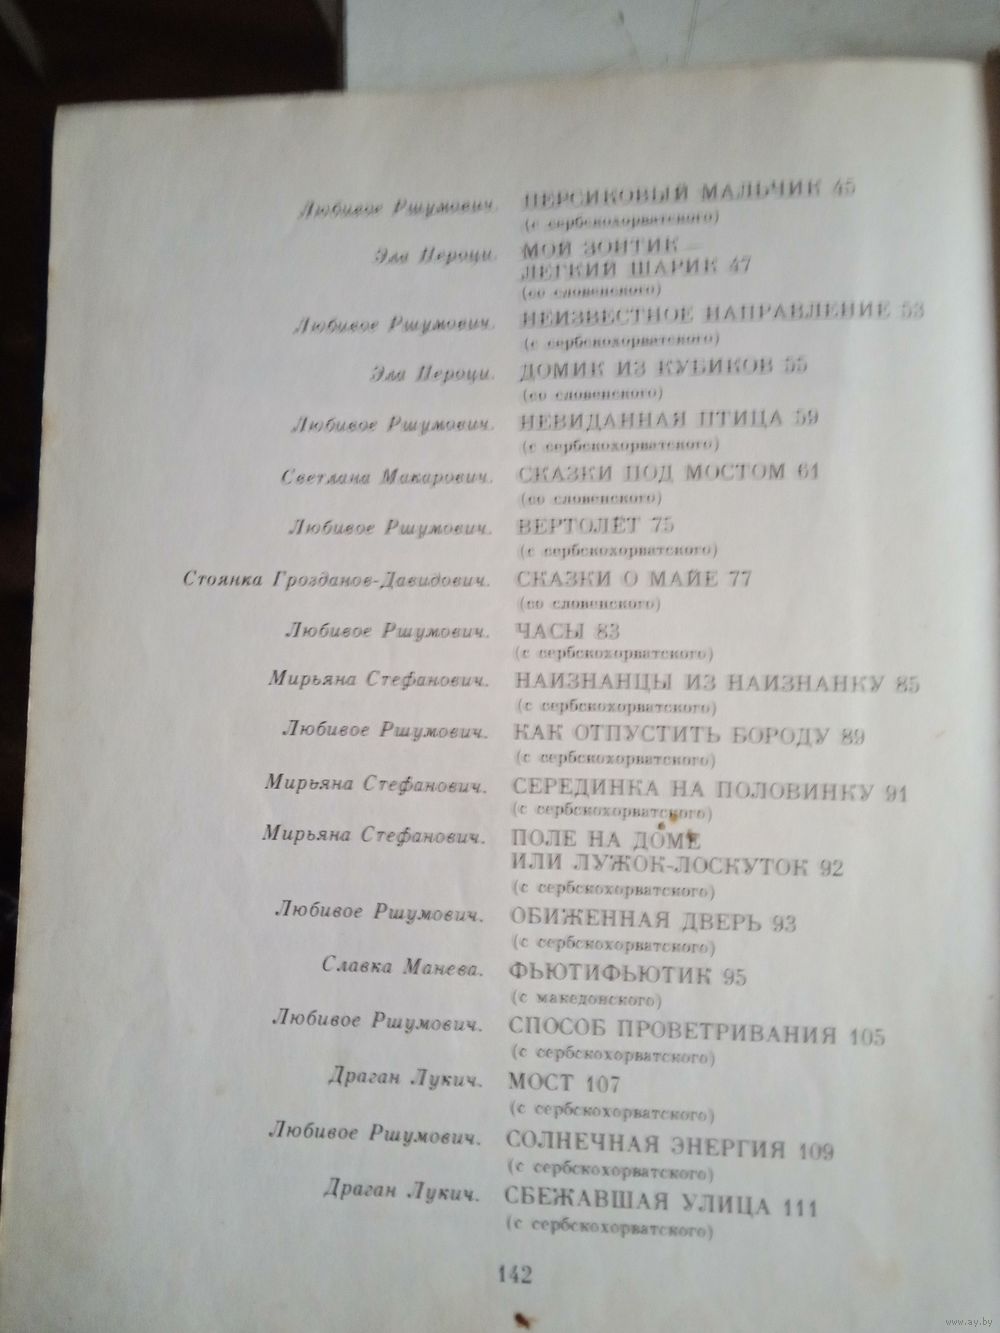 Любивое Ршумович. ПЕРСИКОВЫЙ МАЛЬЧИК 45
(с сербскохорватского)
Эла Пероци. МОЙ ЗОНТИК —
ЛЕГКИЙ ШАРИК 47
(со словенского)
Любивое Ршумович. НЕИЗВЕСТНОЕ НАПРАВЛЕНИЕ 53
(с сербскохорватского)
Эла Пероци. ДОМИК ИЗ КУБИКОВ 55
(со словенского)
Любивое Ршумович. НЕВИДАННАЯ ПТИЦА 59
(с сербскохорватского)
Светлана Макарович. СКАЗКИ ПОД МОСТОМ 61
(со словенского)
Любивое Ршумович. ВЕРТОЛЁТ 75
(с сербскохорватского)
Стоянка Грозданов-Давидович. СКАЗКИ О МАЙЕ 77
(со словенского)
Любивое Ршумович. ЧАСЫ 83
(с сербскохорватского)
Мирьяна Стефанович. НАИЗНАНЦЫ ИЗ НАИЗНАНКУ 85
(с сербскохорватского)
Любивое Ршумович. КАК ОТПУСТИТЬ БОРОДУ 89
(с сербскохорватского)
Мирьяна Стефанович. СЕРЕДИНКА НА ПОЛОВИНКУ 91
(с сербскохорватского)
Мирьяна Стефанович. ПОЛЕ НА ДОМЕ
ИЛИ ЛУЖОК-ЛОСКУТОК 92
(с сербскохорватского)
Любивое Ршумович. ОБИЖЕННАЯ ДВЕРЬ 93
(с сербскохорватского)
Славка Манева. ФЬЮТИФЬЮТИК 95
(с македонского)
Любивое Ршумович. СПОСОБ ПРОВЕТРИВАНИЯ 105
(с сербскохорватского)
Драган Лукич. МОСТ 107
(с сербскохорватского)
Любивое Ршумович. СОЛНЕЧНАЯ ЭНЕРГИЯ 109
(с сербскохорватского)
Драган Лукич. СБЕЖАВШАЯ УЛИЦА 111
(с сербскохорватского)
142
www.ay.by